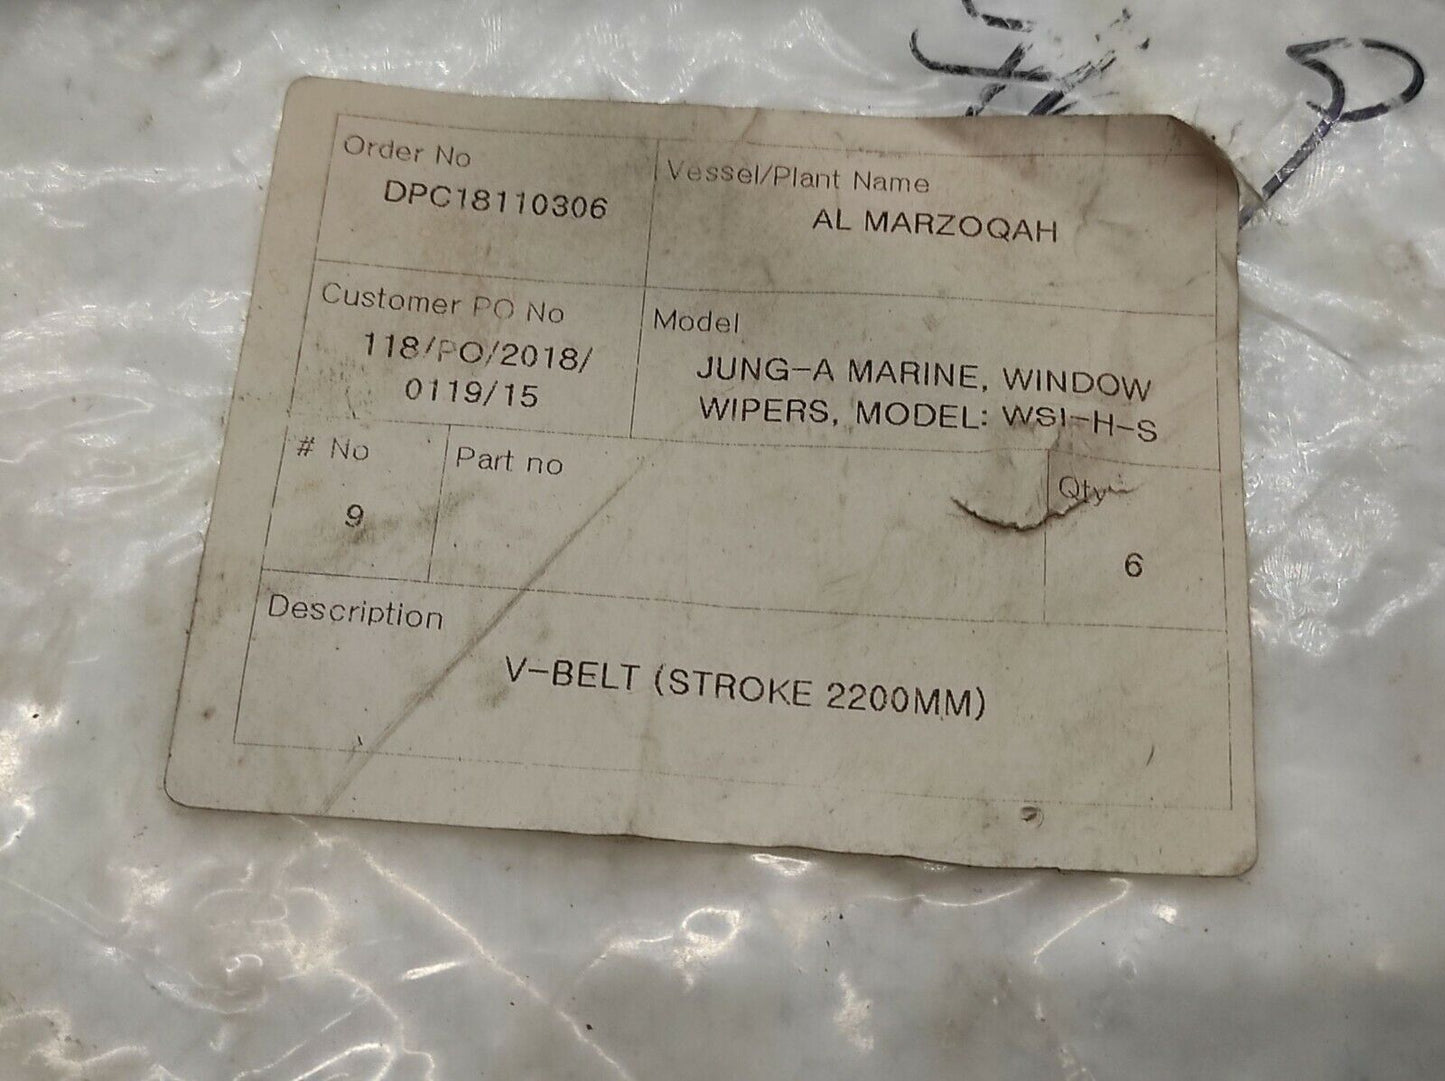 Order No
DPC18110306
Vessel/Plant Name
AL MARZOQAH
Customer PO No
118/PO/2018/
0119/15
Model
JUNG-A MARINE, WINDOW
WIPERS, MODEL: WSI-H-S
# No
9
Part no
Qty
6
Description
V-BELT (STROKE 2200MM)